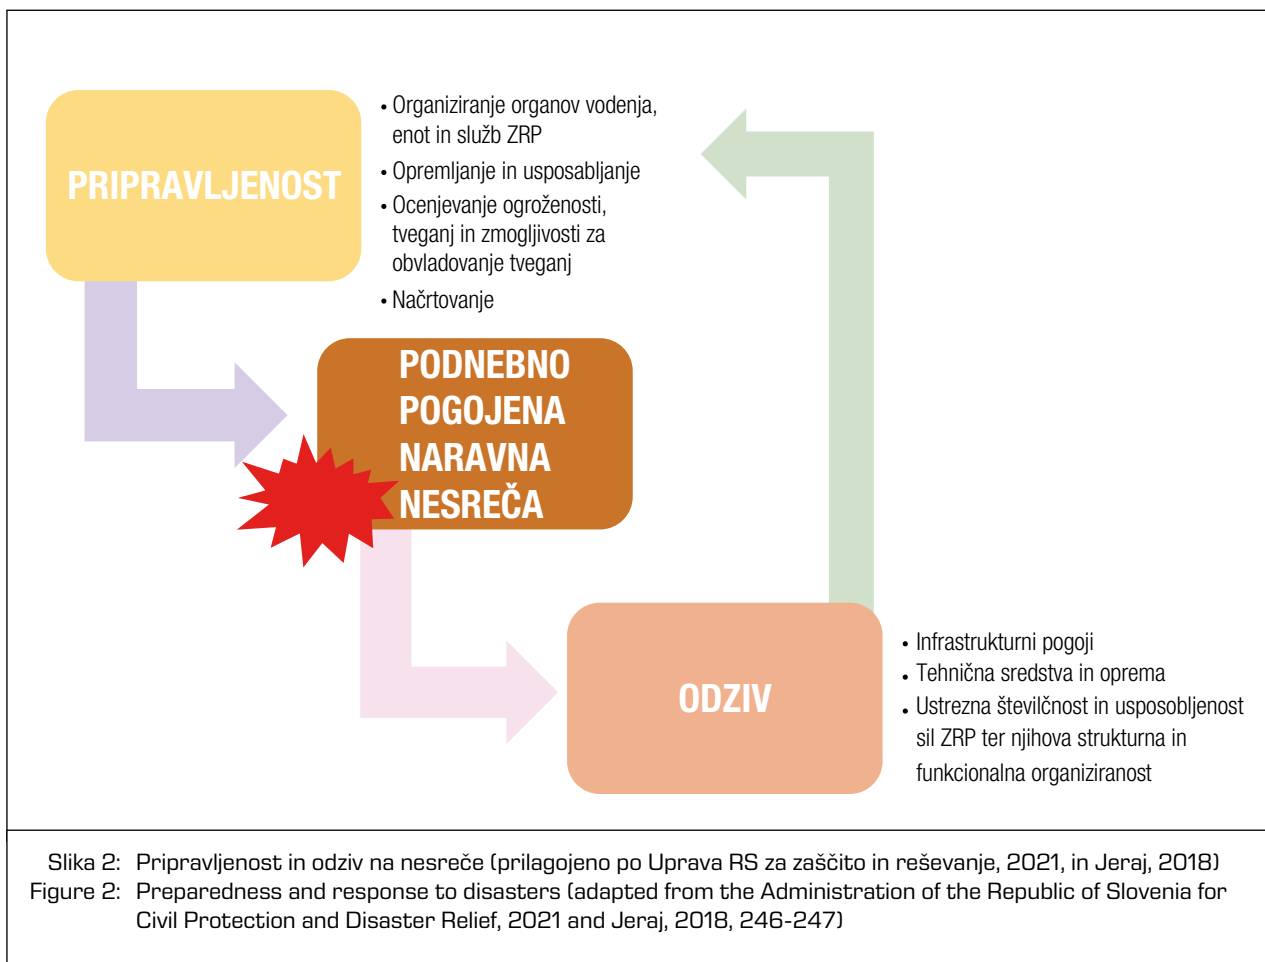 PRIPRAVLJENOST
• Organiziranje organov vodenja,
enot in služb ZRP
• Opremljanje in usposabljanje
• Ocenjevanje ogroženosti,
tveganj in zmogljivosti za
obvladovanje tveganj
• Načrtovanje
PODNEBNO
POGOJENA
NARAVNA
NESREČA
ODZIV
• Infrastrukturni pogoji
• Tehnična sredstva in oprema
• Ustrezna številčnost in usposobljenost
sil ZRP ter njihova strukturna in
funkcionalna organiziranost
Slika 2: Pripravljenost in odziv na nesreče (prilagojeno po Uprava RS za zaščito in reševanje, 2021, in Jeraj, 2018)
Figure 2: Preparedness and response to disasters (adapted from the Administration of the Republic of Slovenia for
Civil Protection and Disaster Relief, 2021 and Jeraj, 2018, 246-247)